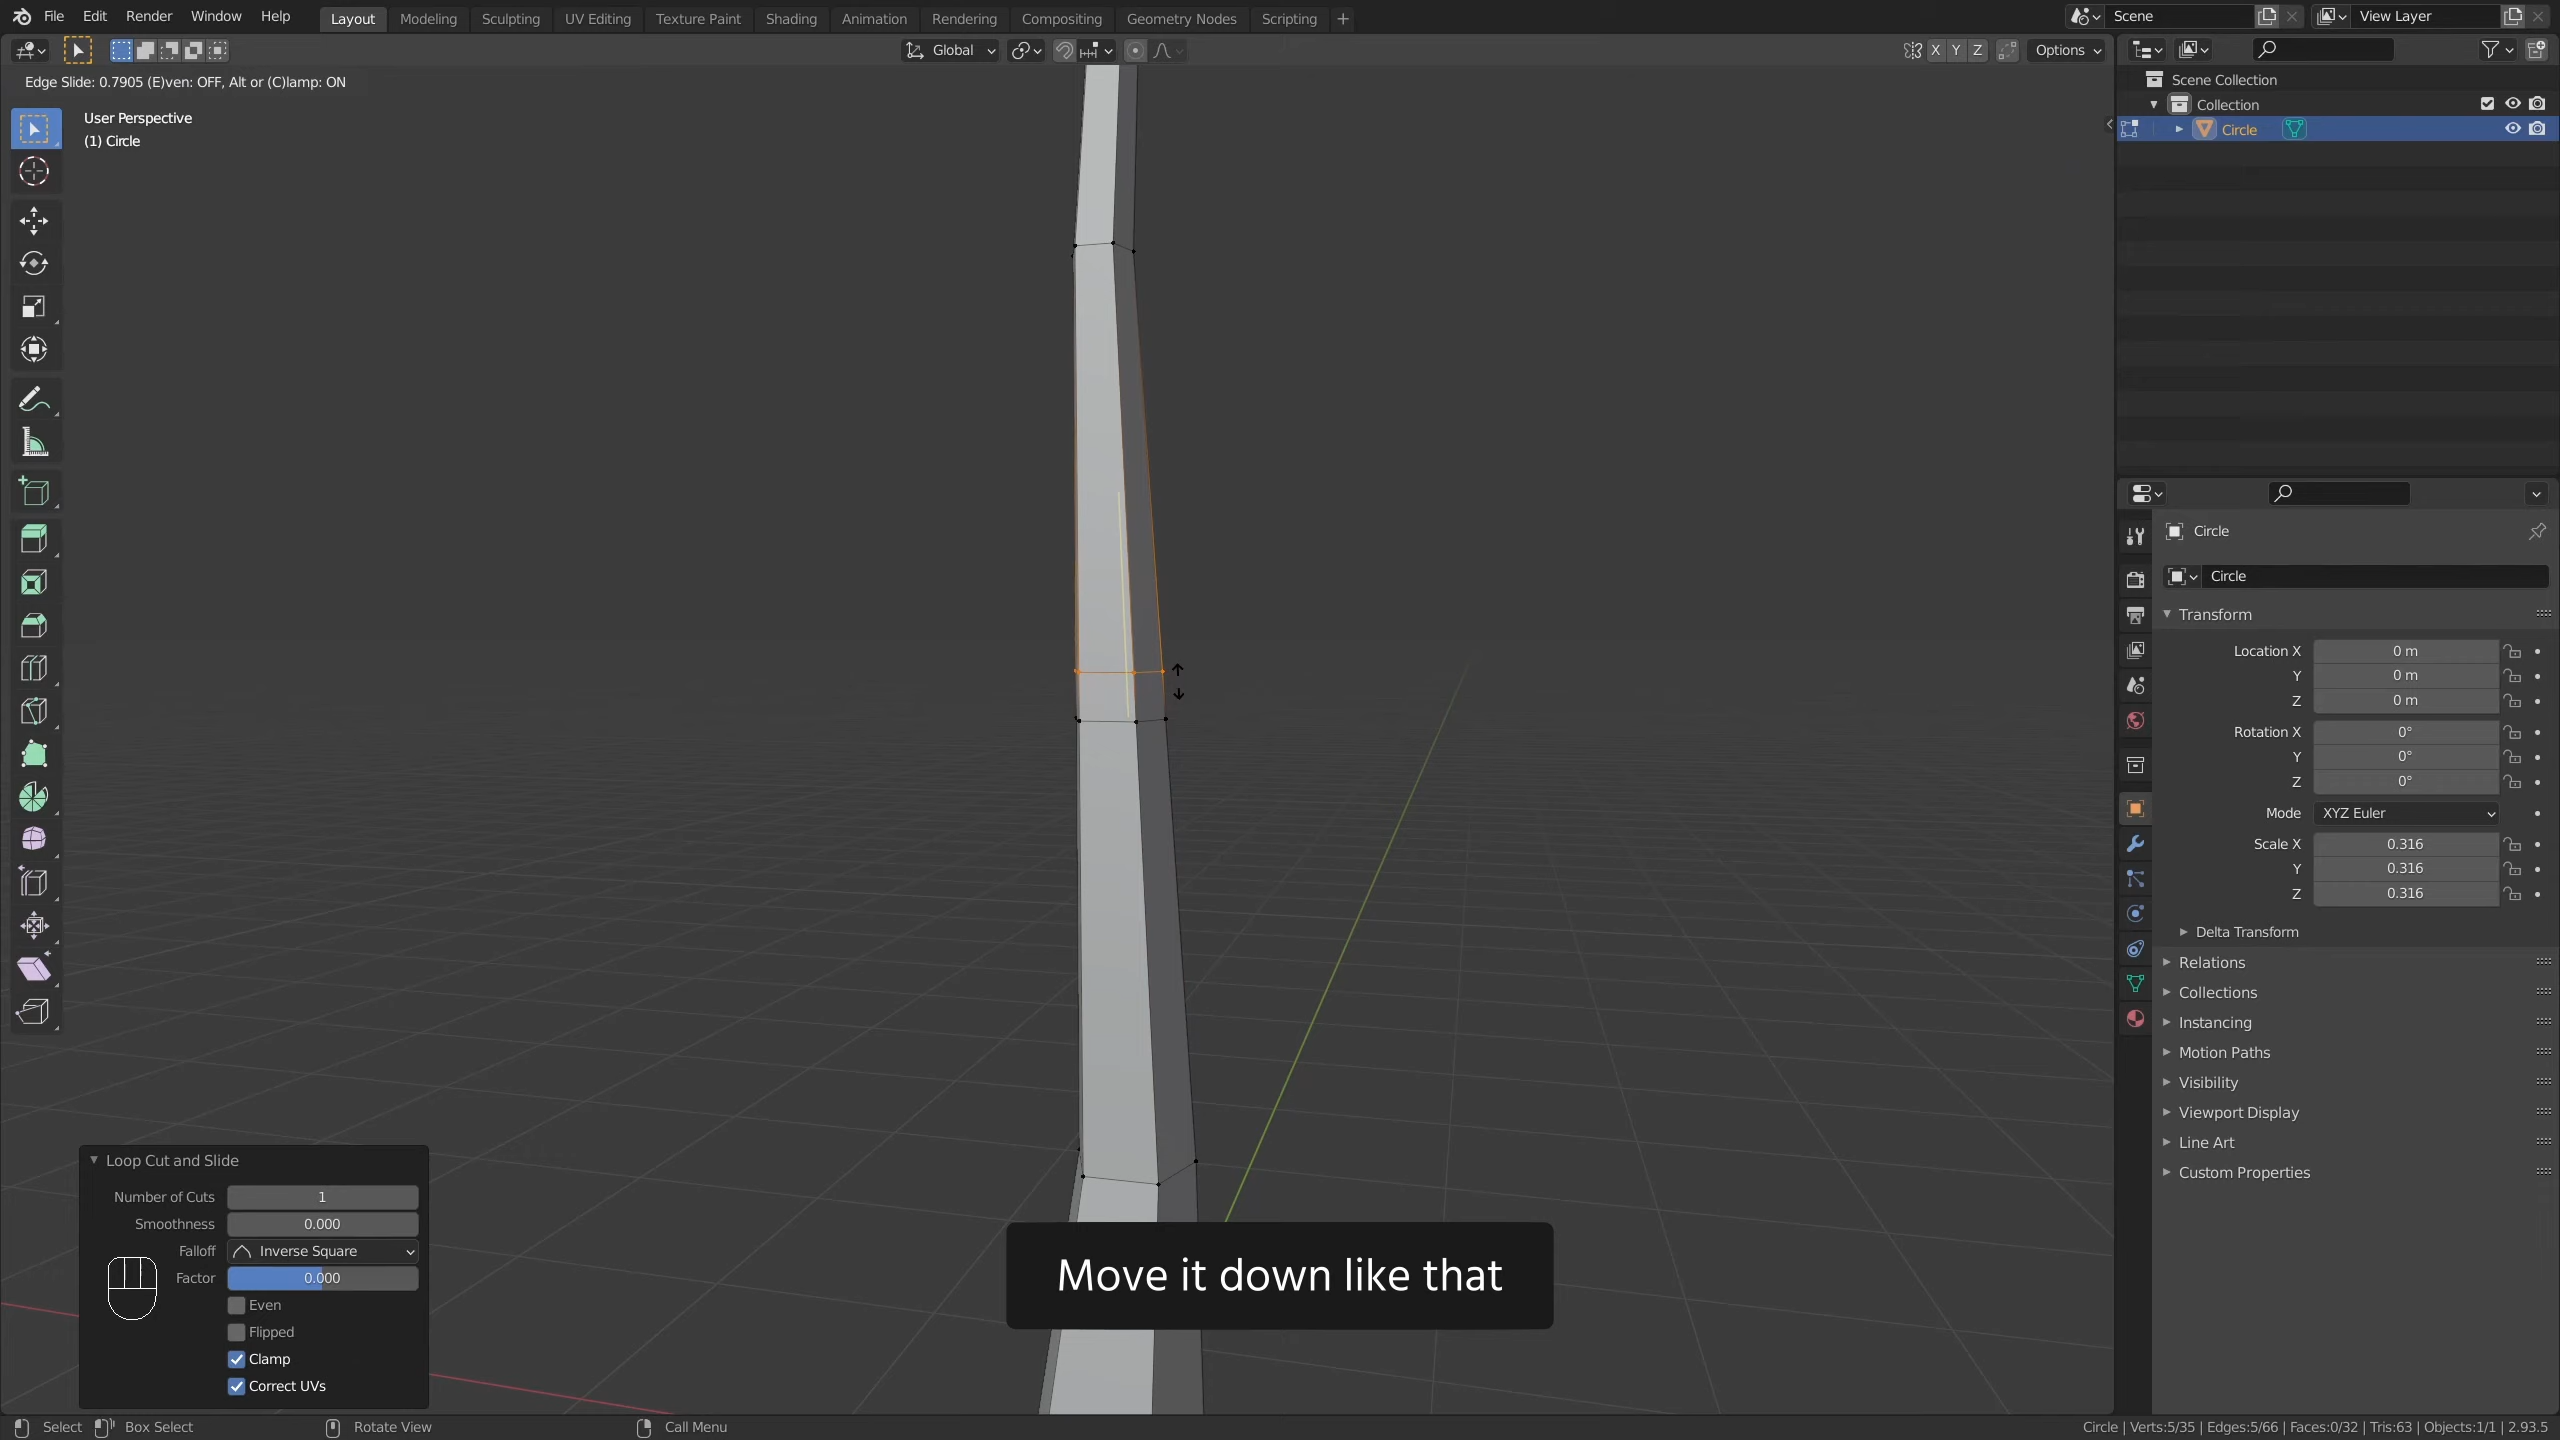 File Edit Render Window Help Layout Modeling Sculpting UV Editing Texture Paint Shading Animation Rendering Compositing Geometry Nodes Scripting + Scene View Layer
Global X Y Z Options
Edge Slide: 0.7905 (E)ven: OFF, Alt or (C)lamp: ON
User Perspective
(1) Circle
Scene Collection
Collection
Circle
Circle
Circle
Transform
Location X 0 m
Y 0 m
Z 0 m
Rotation X 0°
Y 0°
Z 0°
Mode XYZ Euler
Scale X 0.316
Y 0.316
Z 0.316
Delta Transform
Relations
Collections
Instancing
Motion Paths
Visibility
Viewport Display
Line Art
Custom Properties
Loop Cut and Slide
Number of Cuts 1
Smoothness 0.000
Falloff Inverse Square
Factor 0.000
Even
Flipped
Clamp
Correct UVs
Move it down like that
Select Box Select Rotate View Call Menu Circle | Verts:5/35 | Edges:5/66 | Faces:0/32 | Tris:63 | Objects:1/1 | 2.93.5